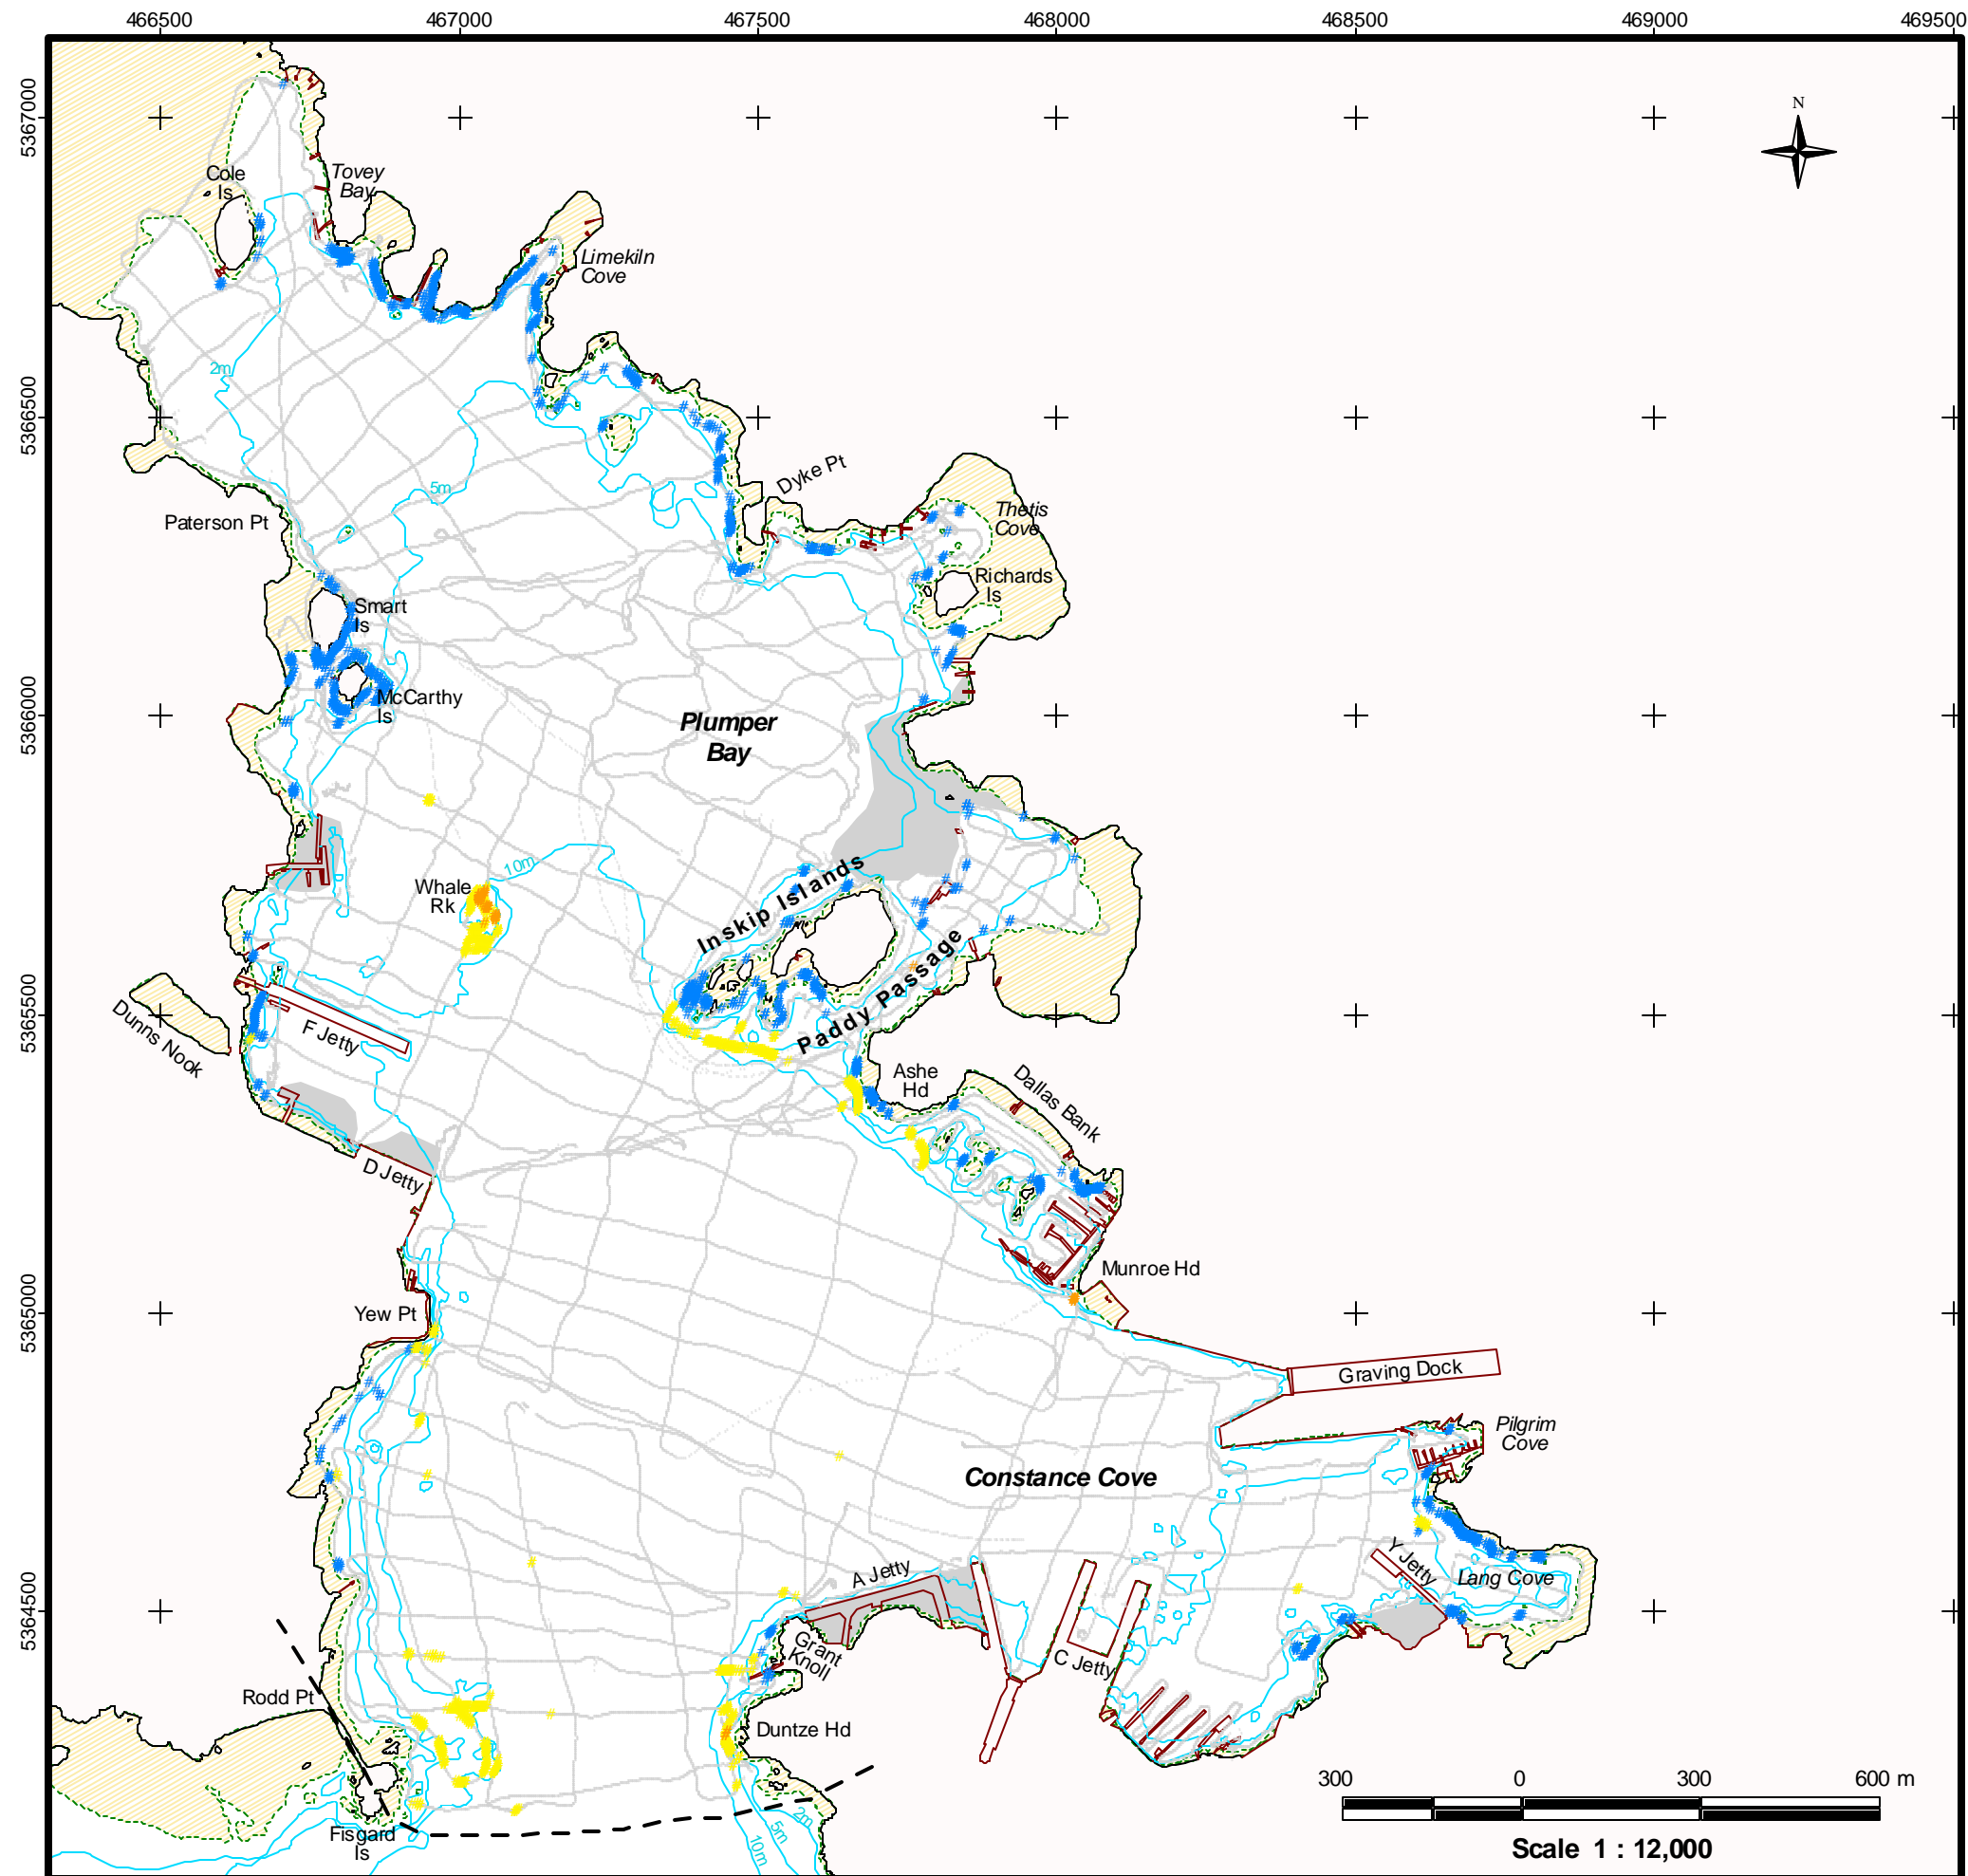 466500 467000 467500 468000 468500 469000 469500
5367000
5366500
5366000
5365500
5365000
5364500
N
Cole
Is
Tovey
Bay
Limekiln
Cove
2m
5m
Paterson Pt
Dyke Pt
Thetis
Cove
Richards
Is
Smart
Is
McCarthy
Is
Plumper
Bay
10m
Whale
Rk
Inskip Islands
Paddy Passage
Dunns Nook
F Jetty
Ashe
Hd
Dallas Bank
D Jetty
Munroe Hd
Yew Pt
Graving Dock
Pilgrim
Cove
Constance Cove
A Jetty
Y Jetty
Lang Cove
Grant
Knoll
C Jetty
Rodd Pt
Duntze Hd
Fisgard
Is
2m
5m
10m
300 0 300 600 m
Scale 1 : 12,000